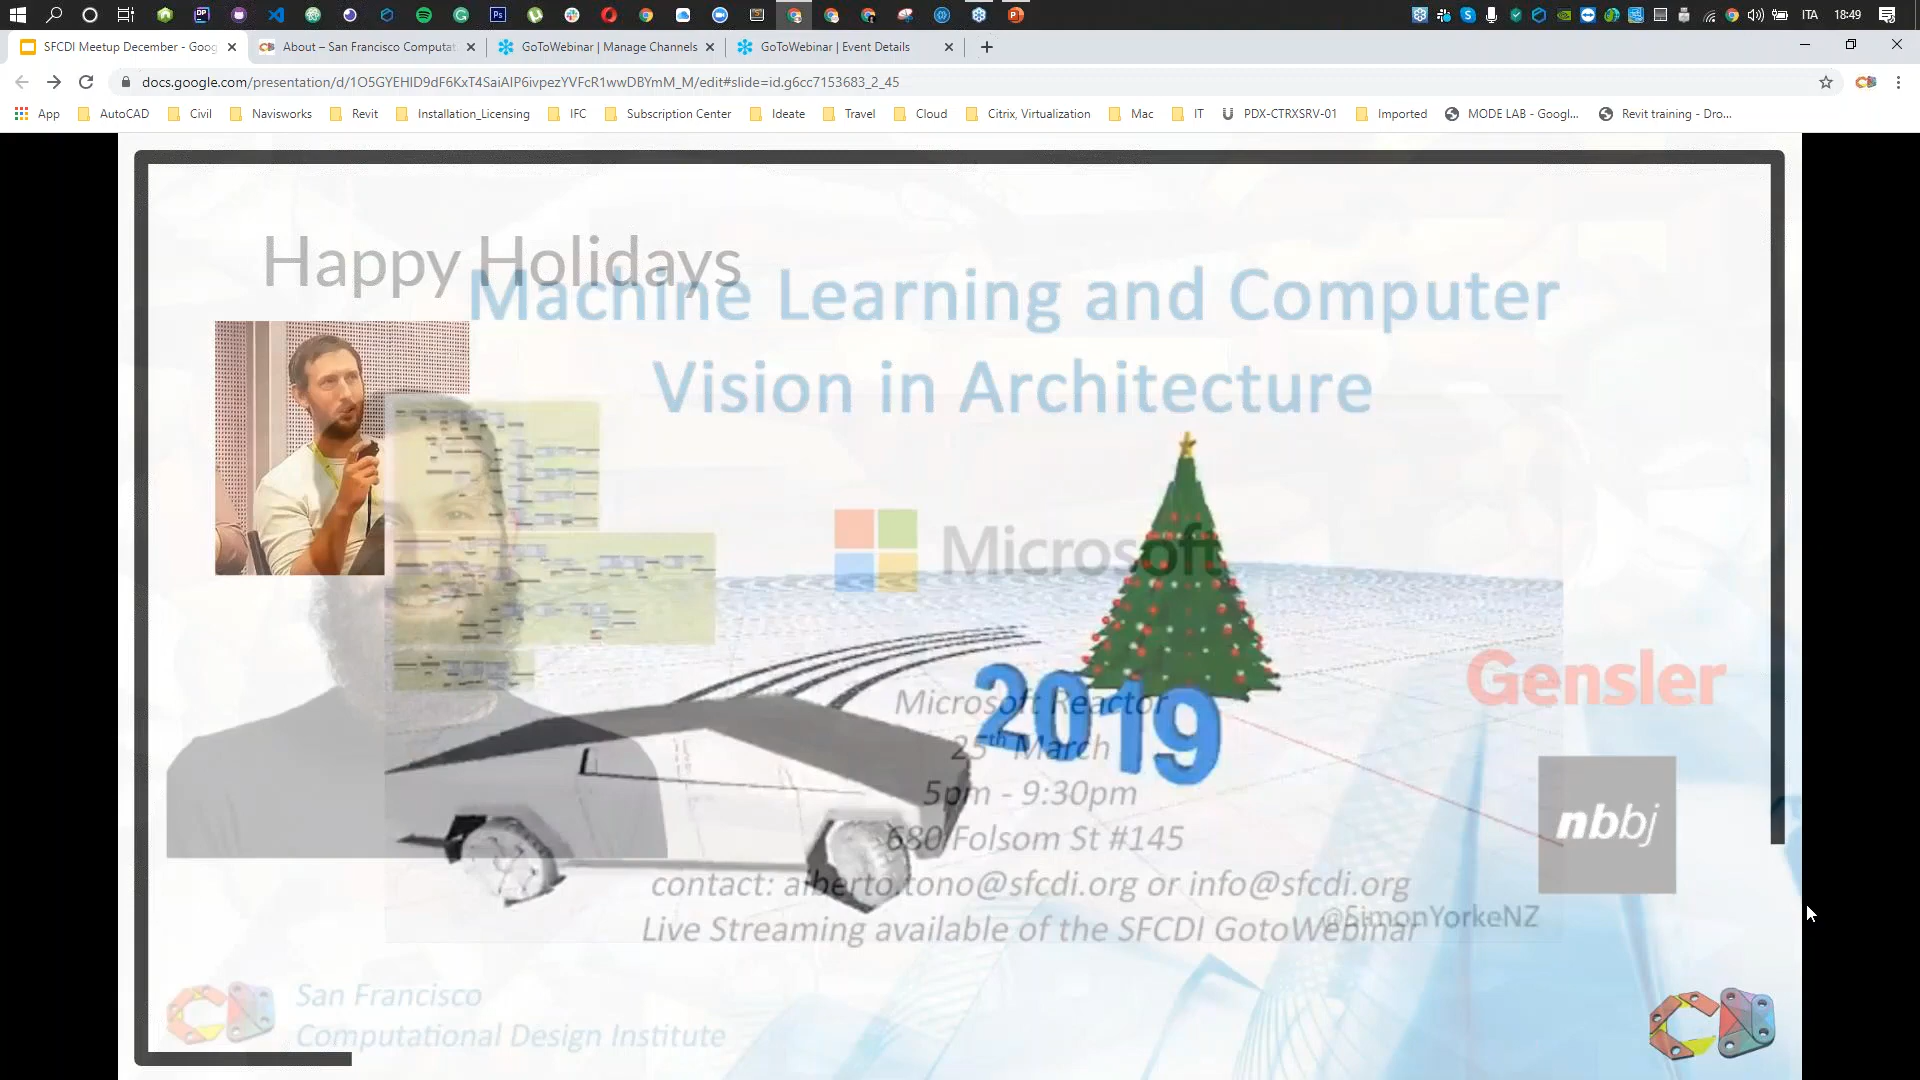 ITA
18:49
SFCDI Meetup December - Goog
About – San Francisco Computat
GoToWebinar | Manage Channels
GoToWebinar | Event Details
docs.google.com/presentation/d/1O5GYEHlD9dF6KxT4SaiAIP6ivpezYVFcR1wwDBYmM_M/edit#slide=id.g6cc7153683_2_45
App
AutoCAD
Civil
Navisworks
Revit
Installation_Licensing
IFC
Subscription Center
Ideate
Travel
Cloud
Citrix, Virtualization
Mac
IT
PDX-CTRXSRV-01
Imported
MODE LAB - Googl...
Revit training - Dro...
Happy Holidays
Machine Learning and Computer
Vision in Architecture
Microsoft
Gensler
2019
Microsoft Reactor
25th March
5pm - 9:30pm
680 Folsom St #145
contact: alberto.tono@sfcdi.org or info@sfcdi.org
Live Streaming available of the SFCDI GotoWebinar
@SimonYorkeNZ
nbbj
San Francisco
Computational Design Institute